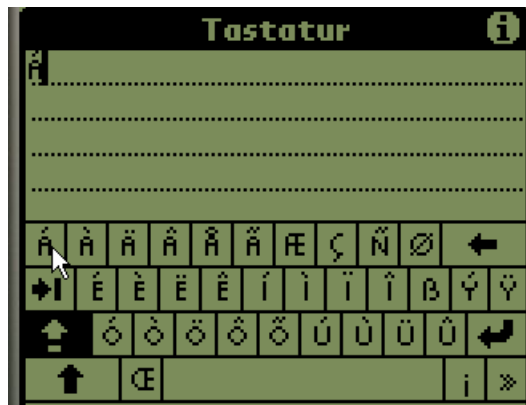 Tastatur i
Á À Ä Â Å Ã Æ Ç Ñ Ø
É È Ë Ê Í Ì Ï Î ß Ý Ÿ
Ó Ò Ö Ô Õ Ú Ù Ü Û
Œ ¡ »